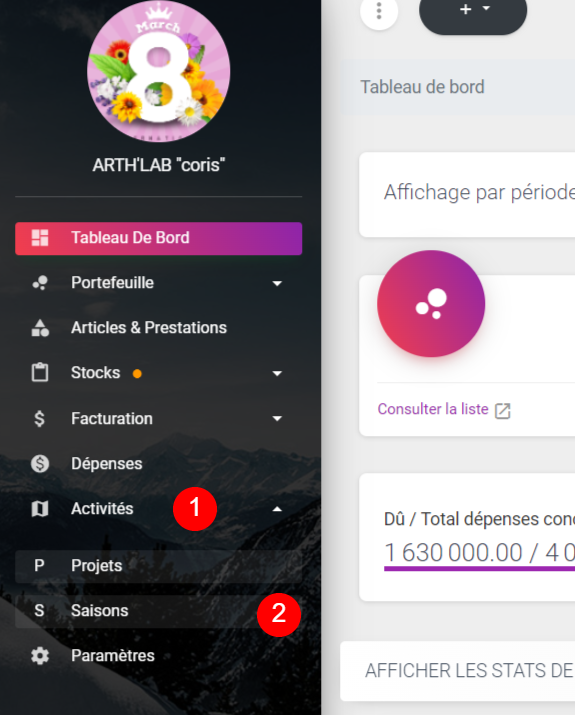 March
8
ARTH'LAB "coris"
Tableau De Bord
Portefeuille
Articles & Prestations
Stocks
Facturation
Dépenses
Activités 1
P Projets
S Saisons 2
Paramètres
+
Tableau de bord
Affichage par période
Consulter la liste
Dû / Total dépenses con
1 630 000.00 / 4 0
AFFICHER LES STATS DE